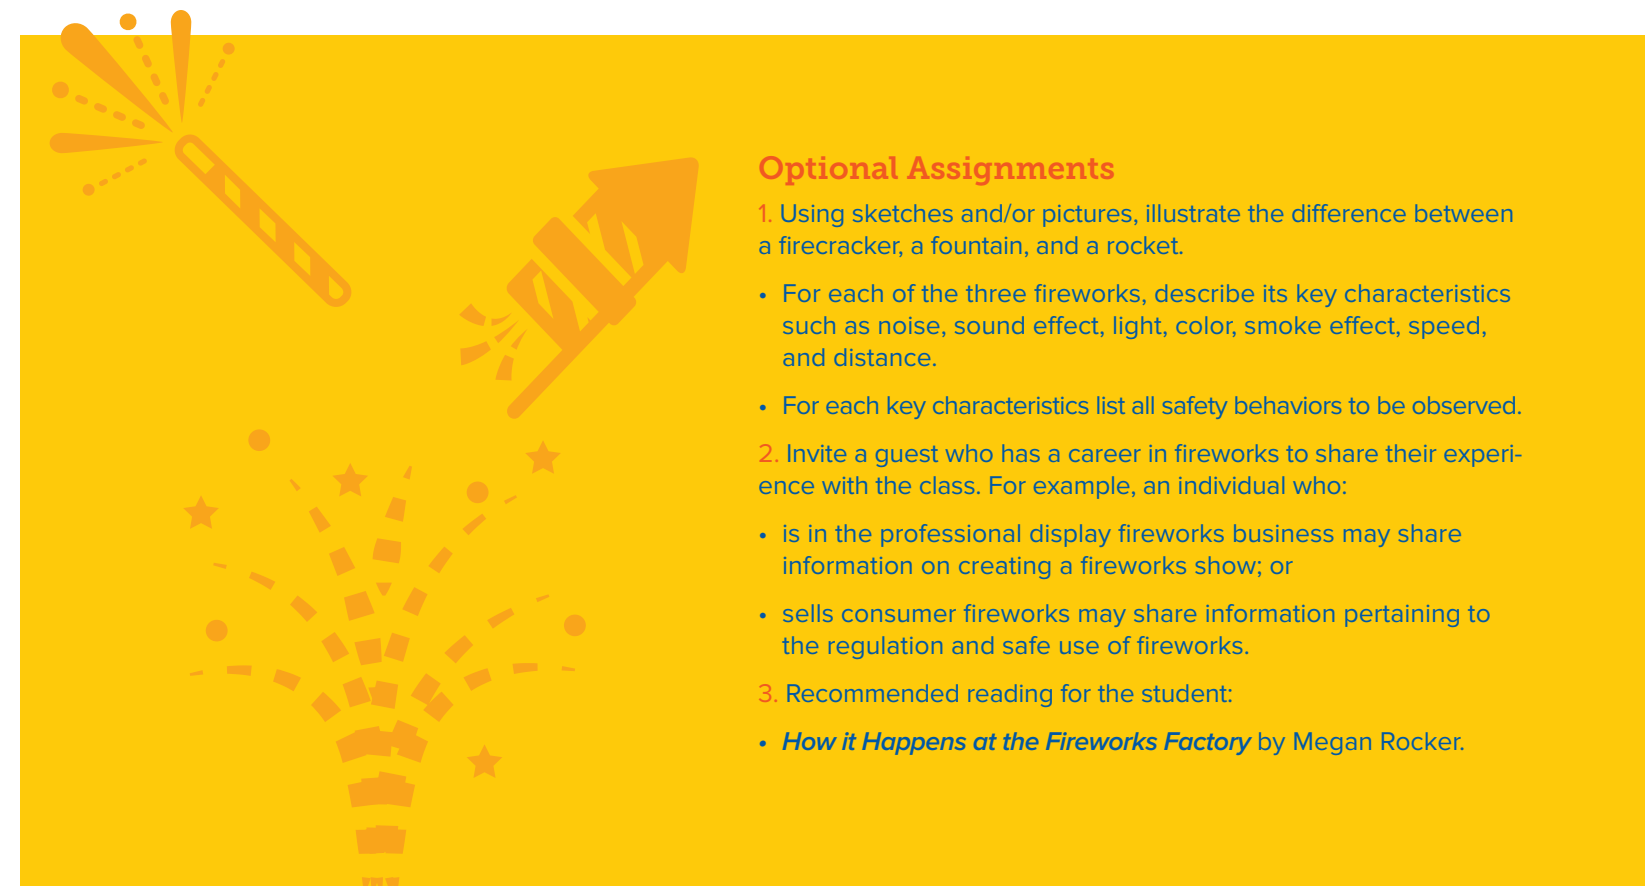 Optional Assignments
1. Using sketches and/or pictures, illustrate the difference between
a firecracker, a fountain, and a rocket.
• For each of the three fireworks, describe its key characteristics
such as noise, sound effect, light, color, smoke effect, speed,
and distance.
• For each key characteristics list all safety behaviors to be observed.
2. Invite a guest who has a career in fireworks to share their experi-
ence with the class. For example, an individual who:
• is in the professional display fireworks business may share
information on creating a fireworks show; or
• sells consumer fireworks may share information pertaining to
the regulation and safe use of fireworks.
3. Recommended reading for the student:
• How it Happens at the Fireworks Factory by Megan Rocker.